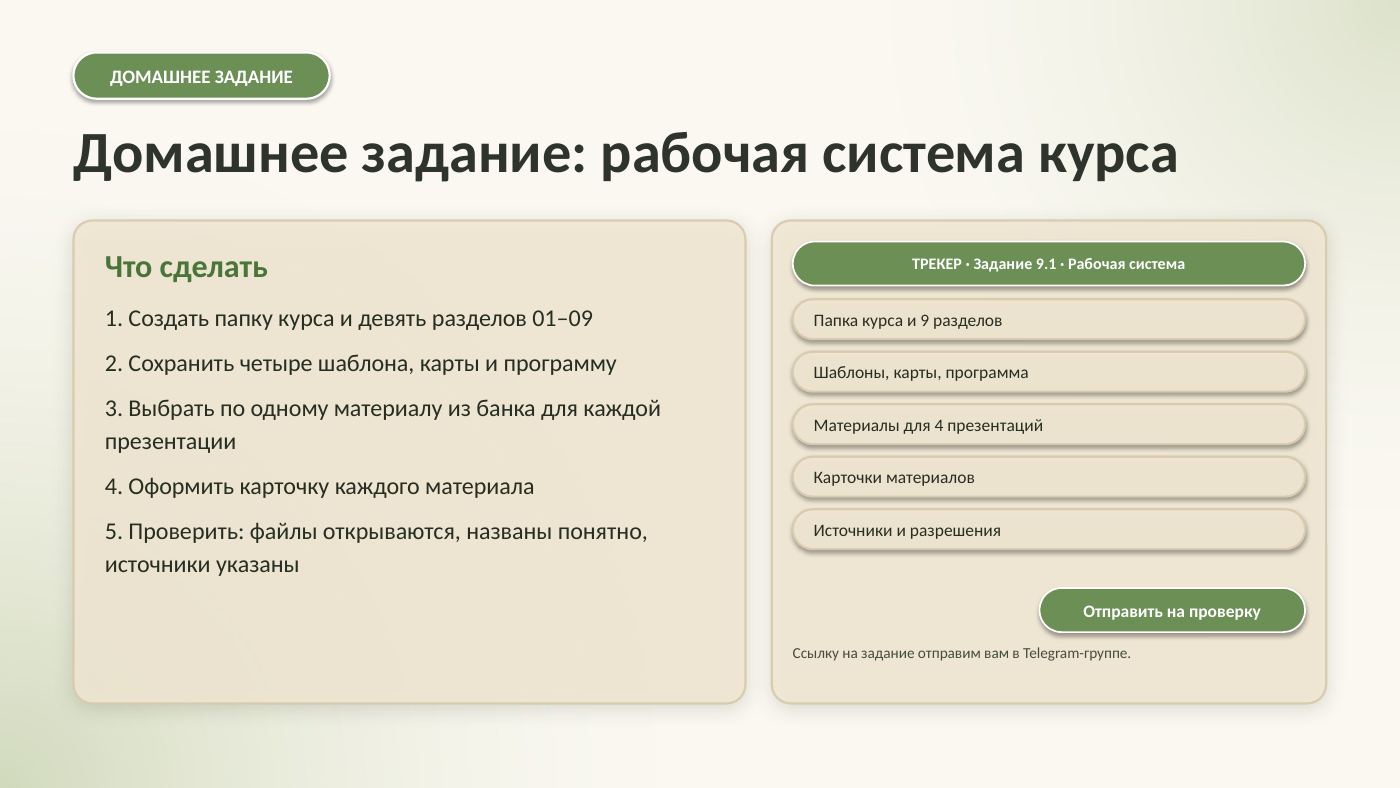 ДОМАШНЕЕ ЗАДАНИЕ
Домашнее задание: рабочая система курса
Что сделать
1. Создать папку курса и девять разделов 01–09
2. Сохранить четыре шаблона, карты и программу
3. Выбрать по одному материалу из банка для каждой
презентации
4. Оформить карточку каждого материала
5. Проверить: файлы открываются, названы понятно,
источники указаны
ТРЕКЕР · Задание 9.1 · Рабочая система
Папка курса и 9 разделов
Шаблоны, карты, программа
Материалы для 4 презентаций
Карточки материалов
Источники и разрешения
Отправить на проверку
Ссылку на задание отправим вам в Telegram-группе.